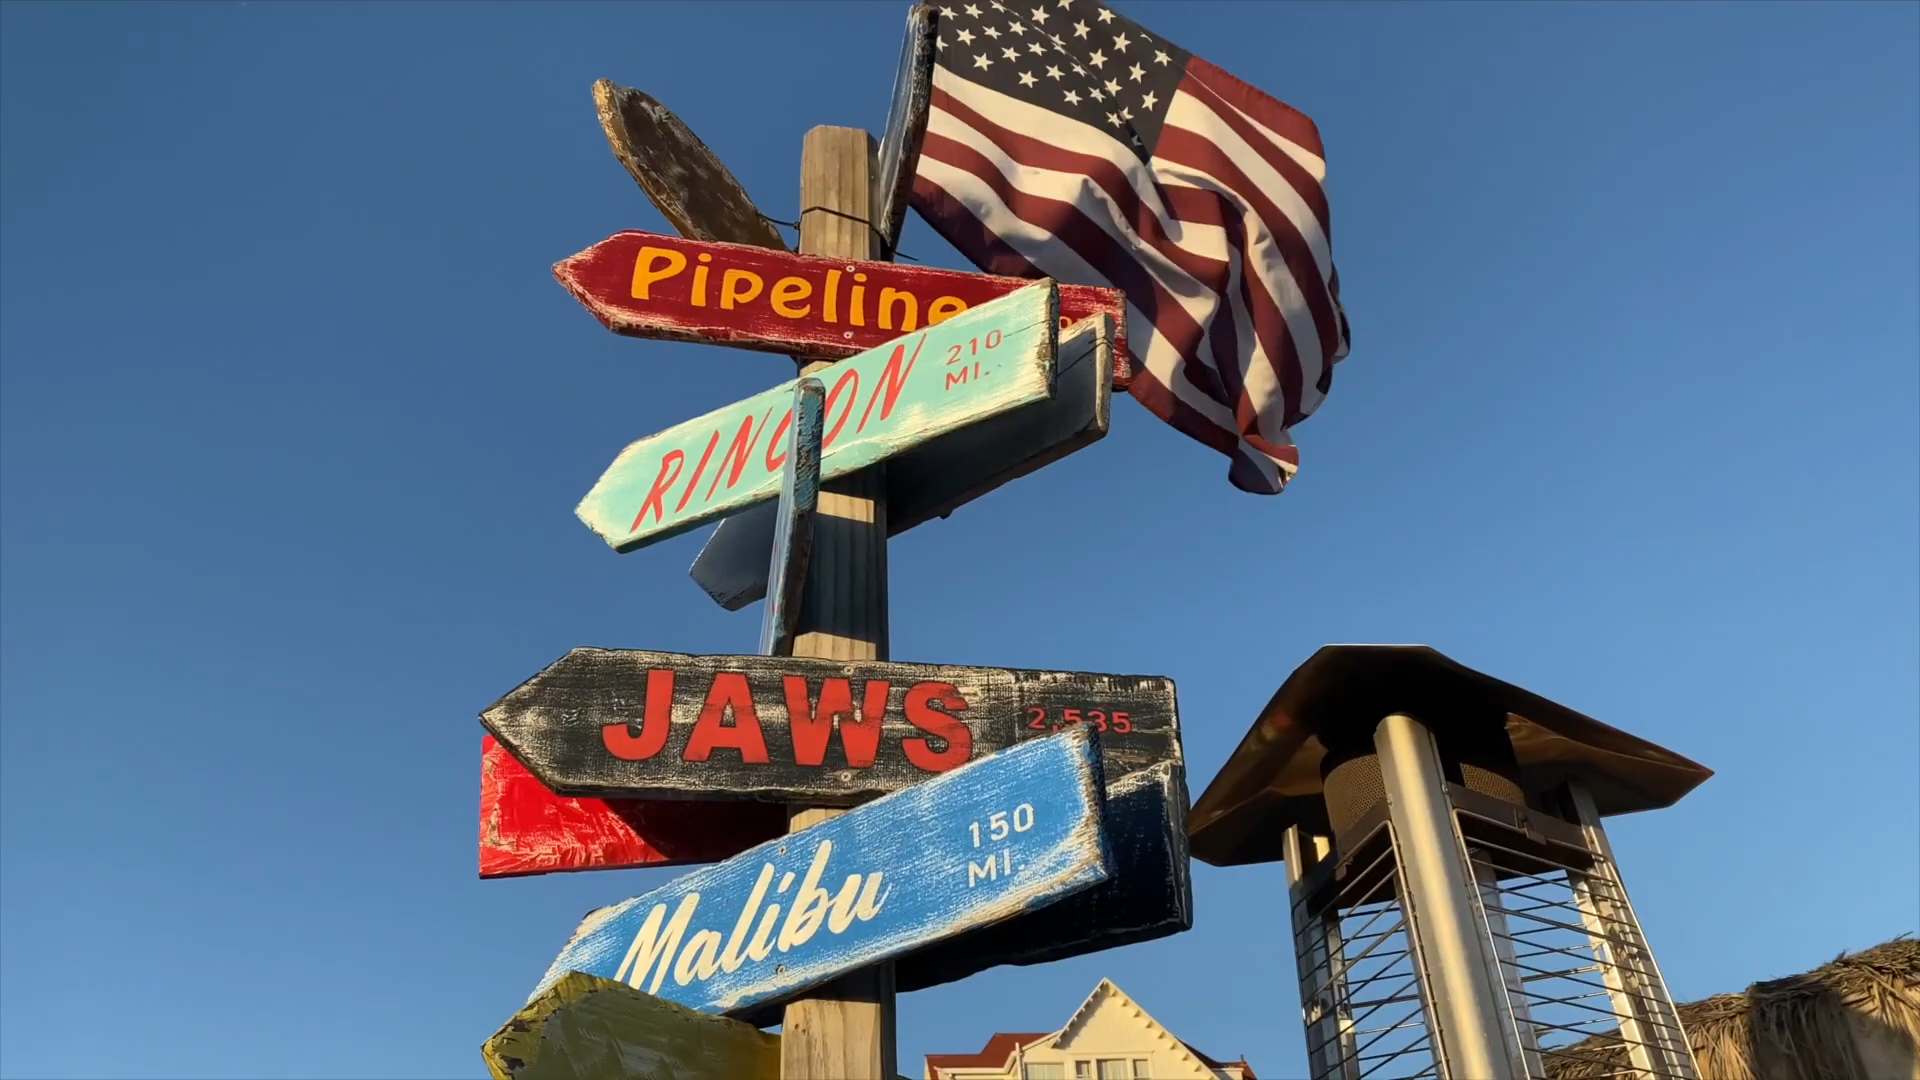 Pipeline
RINCON
210
MI.
JAWS
2,535
Malibu
150
MI.